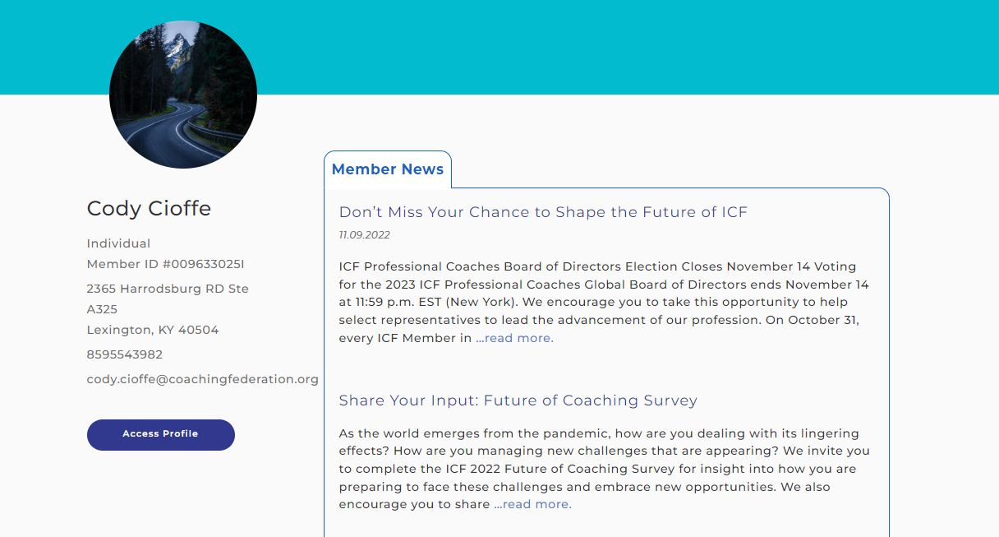 Cody Cioffe
Individual
Member ID #009633025I
2365 Harrodsburg RD Ste
A325
Lexington, KY 40504
8595543982
cody.cioffe@coachingfederation.org
Access Profile
Member News
Don’t Miss Your Chance to Shape the Future of ICF
11.09.2022
ICF Professional Coaches Board of Directors Election Closes November 14 Voting
for the 2023 ICF Professional Coaches Global Board of Directors ends November 14
at 11:59 p.m. EST (New York). We encourage you to take this opportunity to help
select representatives to lead the advancement of our profession. On October 31,
every ICF Member in ...read more.
Share Your Input: Future of Coaching Survey
As the world emerges from the pandemic, how are you dealing with its lingering
effects? How are you managing new challenges that are appearing? We invite you
to complete the ICF 2022 Future of Coaching Survey for insight into how you are
preparing to face these challenges and embrace new opportunities. We also
encourage you to share ...read more.